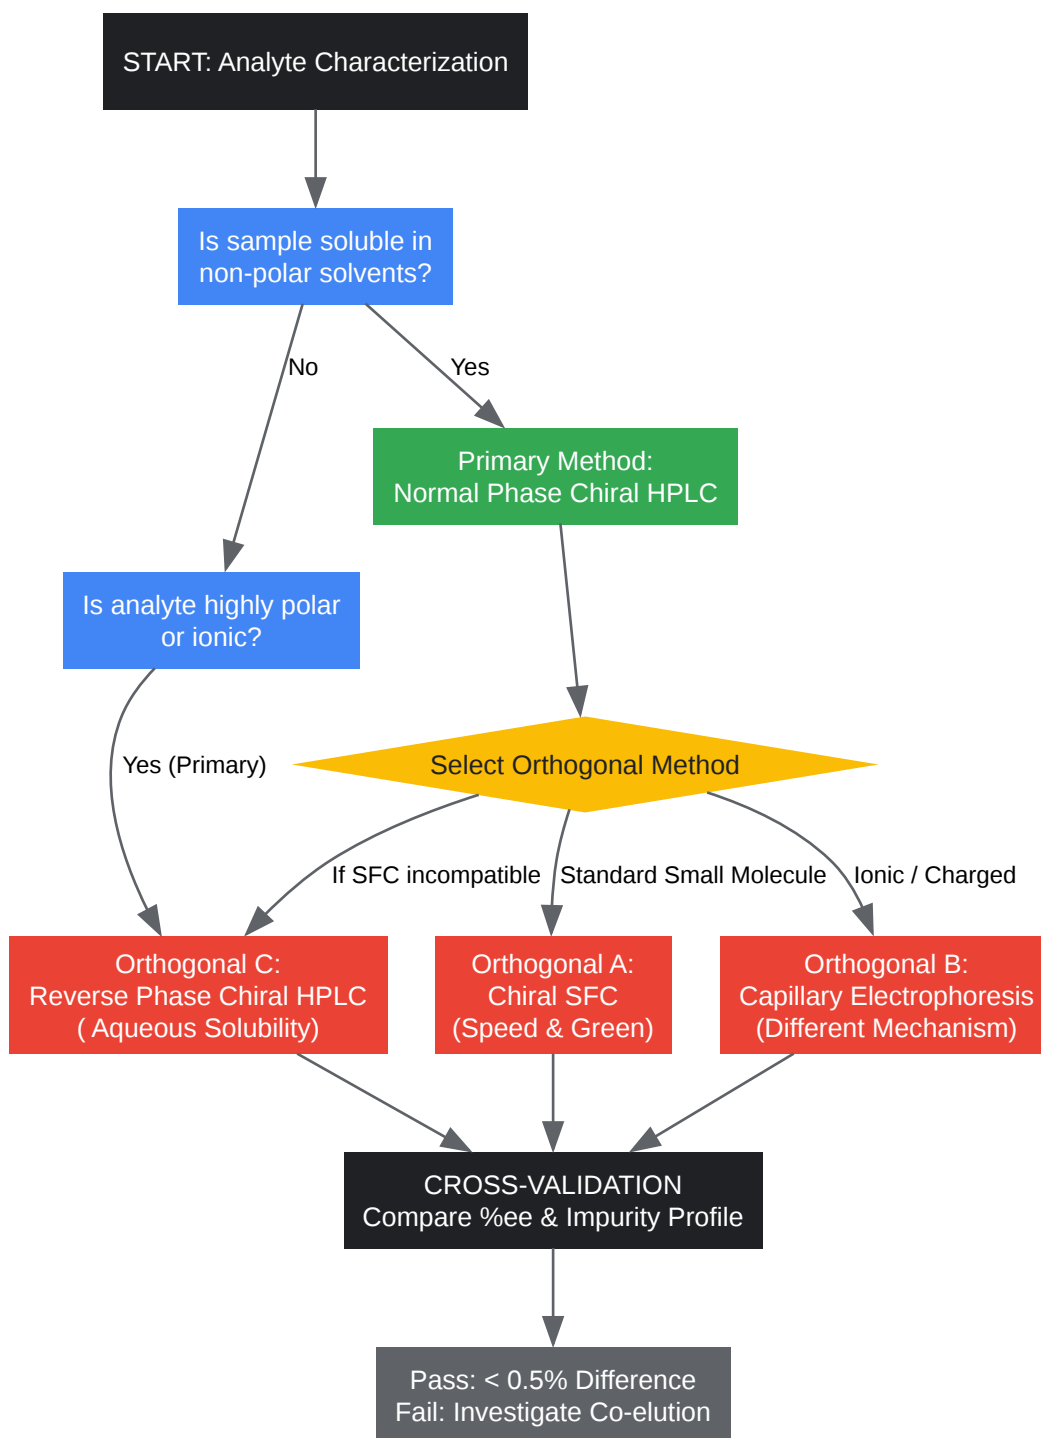 START: Analyte Characterization
Is sample soluble in
non-polar solvents?
No
Yes
Primary Method:
Normal Phase Chiral HPLC
Is analyte highly polar
or ionic?
Yes (Primary)
Select Orthogonal Method
If SFC incompatible
Standard Small Molecule
Ionic / Charged
Orthogonal C:
Reverse Phase Chiral HPLC
( Aqueous Solubility)
Orthogonal A:
Chiral SFC
(Speed & Green)
Orthogonal B:
Capillary Electrophoresis
(Different Mechanism)
CROSS-VALIDATION
Compare %ee & Impurity Profile
Pass: < 0.5% Difference
Fail: Investigate Co-elution